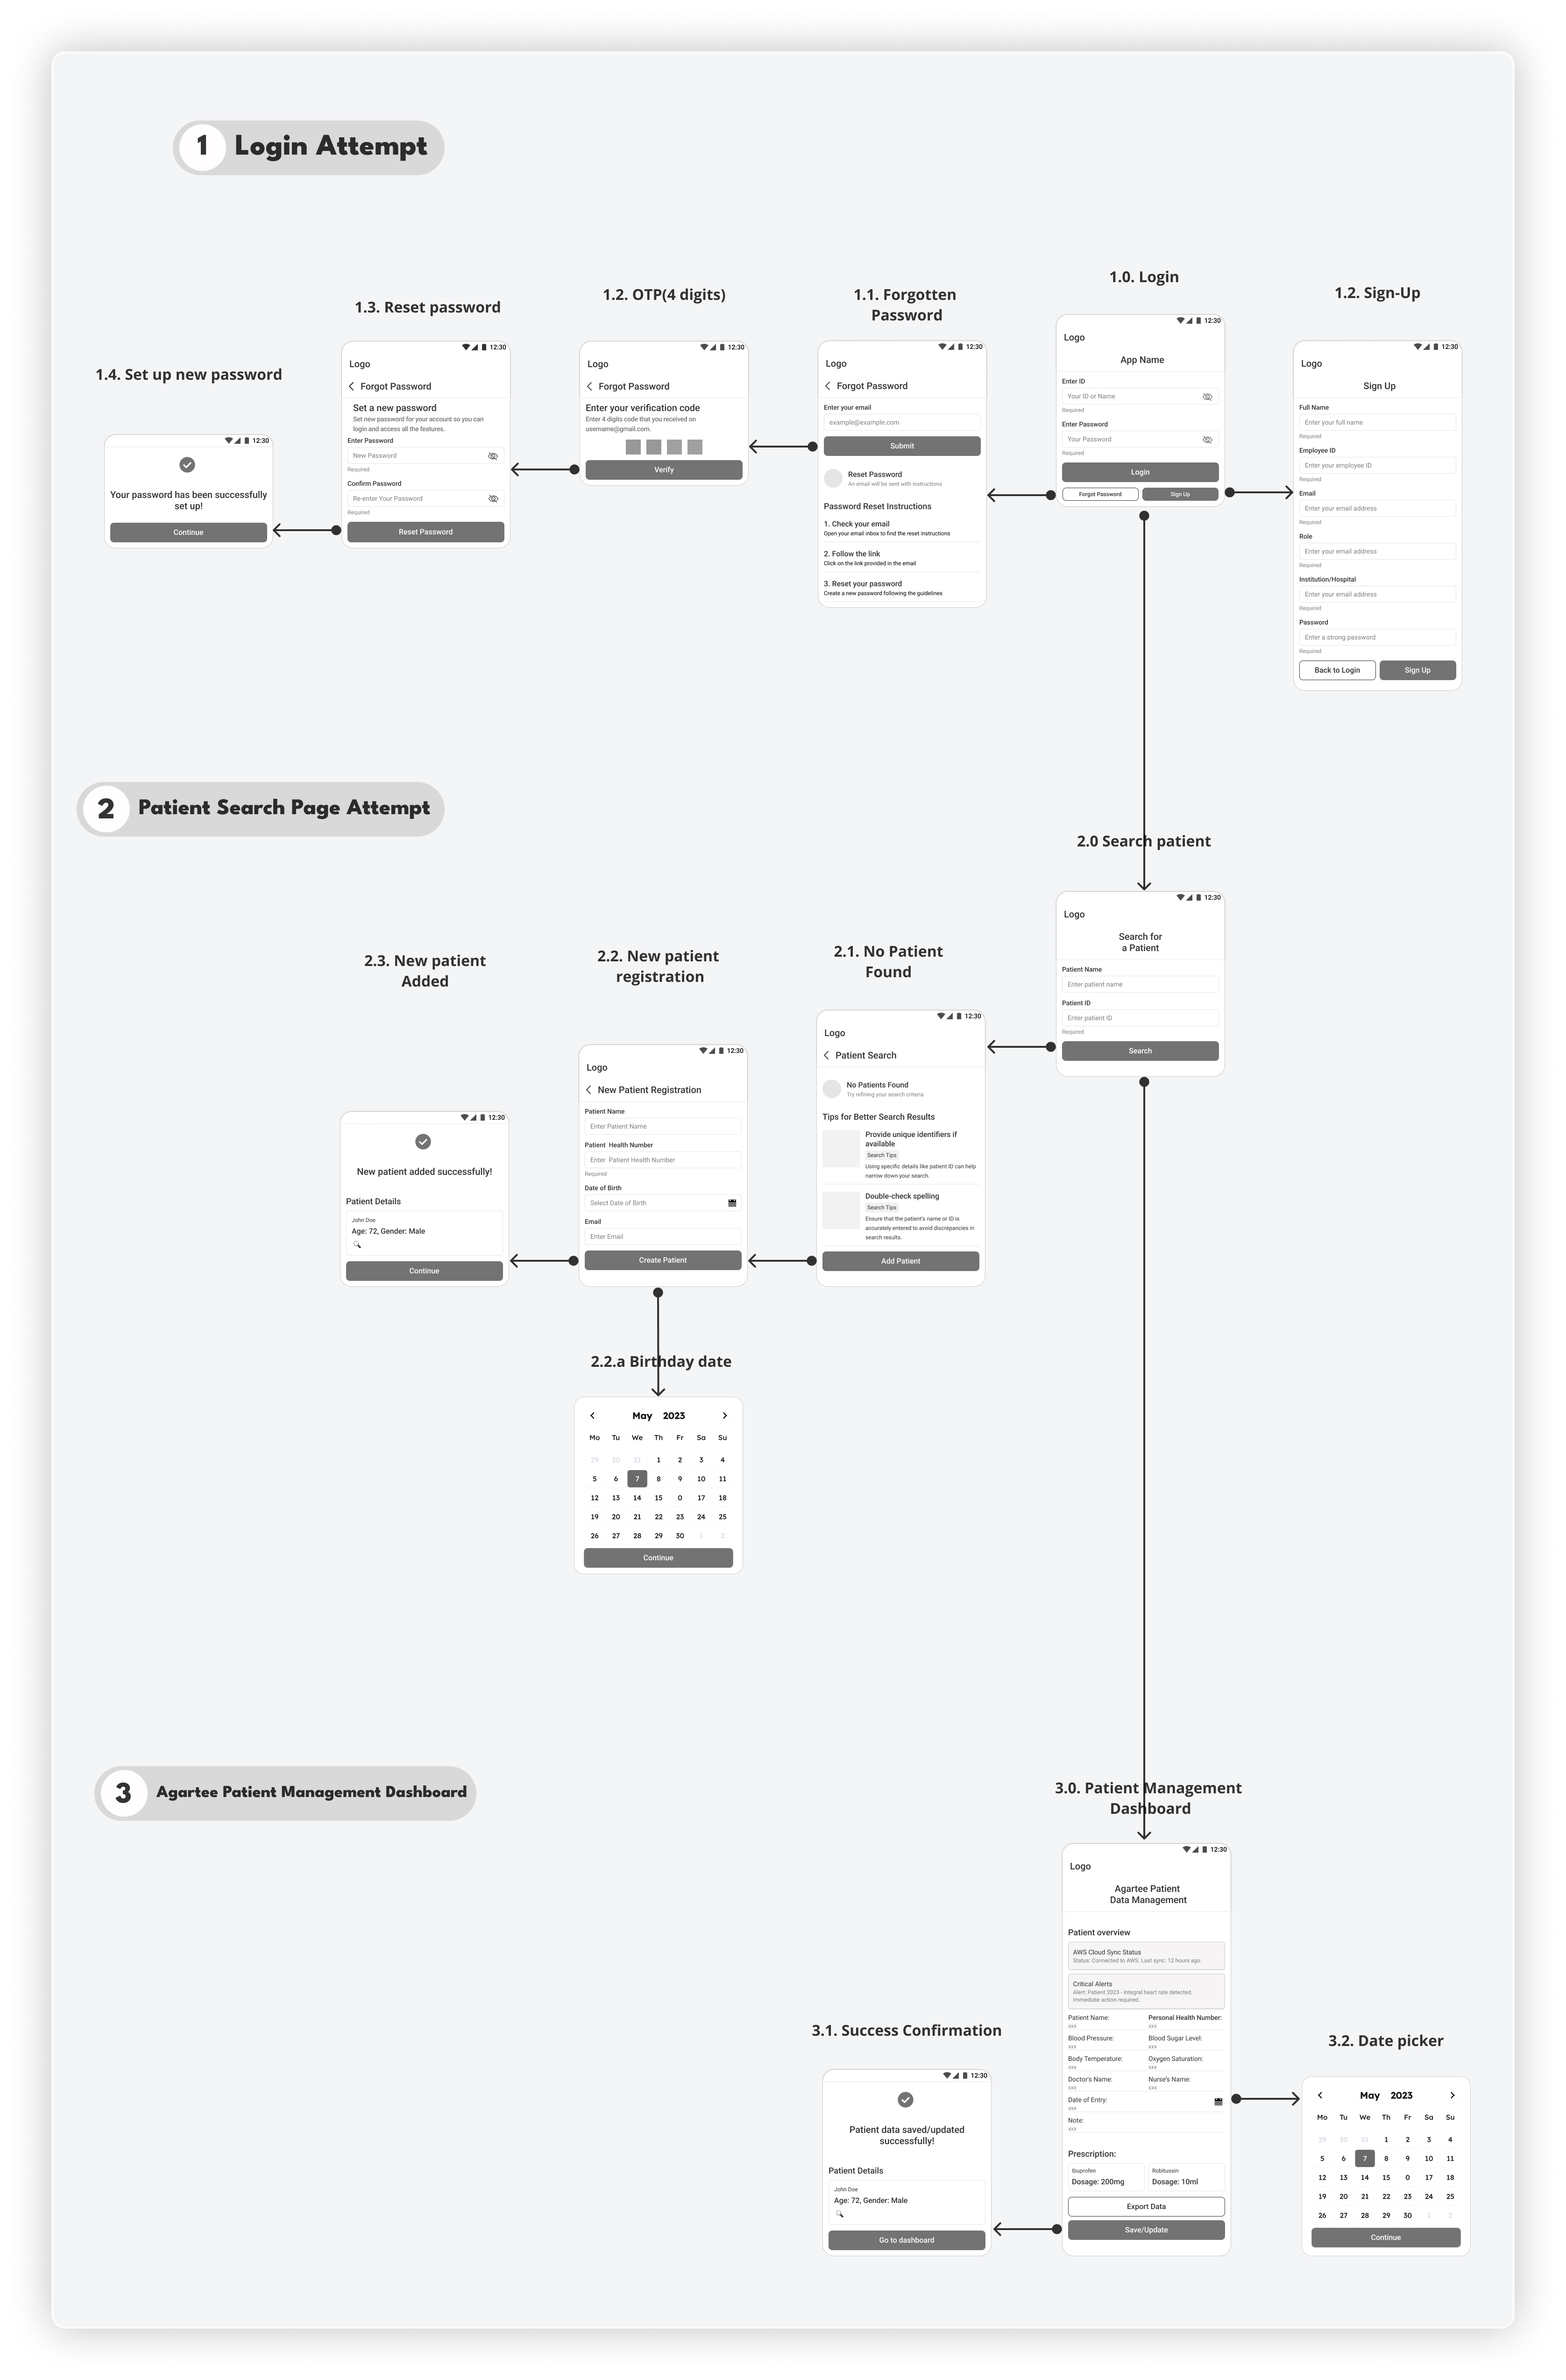 1 Login Attempt
1.0. Login
12:30
Logo
App Name
Enter ID
Your ID or Name
Required
Enter Password
Your Password
Required
Login
Forgot Password Sign Up
1.2. Sign-Up
12:30
Logo
Sign Up
Full Name
Enter your full name
Required
Employee ID
Enter your employee ID
Required
Email
Enter your email address
Required
Role
Enter your email address
Required
Institution/Hospital
Enter your email address
Required
Password
Enter a strong password
Required
Back to Login Sign Up
1.1. Forgotten
Password
12:30
Logo
Forgot Password
Enter your email
example@example.com
Submit
Reset Password
An email will be sent with instructions
Password Reset Instructions
1. Check your email
Open your email inbox to find the reset instructions
2. Follow the link
Click on the link provided in the email
3. Reset your password
Create a new password following the guidelines
1.2. OTP(4 digits)
12:30
Logo
Forgot Password
Enter your verification code
Enter 4 digits code that you received on
username@gmail.com.
Verify
1.3. Reset password
12:30
Logo
Forgot Password
Set a new password
Set new password for your account so you can
login and access all the features.
Enter Password
New Password
Required
Confirm Password
Re-enter Your Password
Required
Reset Password
1.4. Set up new password
12:30
Your password has been successfully
set up!
Continue
2 Patient Search Page Attempt
2.0 Search patient
12:30
Logo
Search for
a Patient
Patient Name
Enter patient name
Patient ID
Enter patient ID
Required
Search
2.1. No Patient
Found
12:30
Logo
Patient Search
No Patients Found
Try refining your search criteria
Tips for Better Search Results
Provide unique identifiers if
available
Search Tips
Using specific details like patient ID can help
narrow down your search.
Double-check spelling
Search Tips
Ensure that the patient's name or ID is
accurately entered to avoid discrepancies in
search results.
Add Patient
2.2. New patient
registration
12:30
Logo
New Patient Registration
Patient Name
Enter Patient Name
Patient Health Number
Enter Patient Health Number
Required
Date of Birth
Select Date of Birth
Email
Enter Email
Create Patient
2.3. New patient
Added
12:30
New patient added successfully!
Patient Details
John Doe
Age: 72, Gender: Male
Continue
2.2.a Birthday date
May 2023
Mo Tu We Th Fr Sa Su
29 30 31 1 2 3 4
5 6 7 8 9 10 11
12 13 14 15 0 17 18
19 20 21 22 23 24 25
26 27 28 29 30 1 2
Continue
3 Agartee Patient Management Dashboard
3.0. Patient Management
Dashboard
12:30
Logo
Agartee Patient
Data Management
Patient overview
AWS Cloud Sync Status
Status: Connected to AWS. Last sync: 12 hours ago.
Critical Alerts
Alert: Patient 2023 - Integral heart rate detected.
Immediate action required.
Patient Name: Personal Health Number:
xxx xxx
Blood Pressure: Blood Sugar Level:
xxx xxx
Body Temperature: Oxygen Saturation:
xxx xxx
Doctor's Name: Nurse's Name:
xxx xxx
Date of Entry:
xxx
Note:
xxx
Prescription:
Ibuprofen Robitussin
Dosage: 200mg Dosage: 10ml
Export Data
Save/Update
3.1. Success Confirmation
12:30
Patient data saved/updated
successfully!
Patient Details
John Doe
Age: 72, Gender: Male
Go to dashboard
3.2. Date picker
May 2023
Mo Tu We Th Fr Sa Su
29 30 31 1 2 3 4
5 6 7 8 9 10 11
12 13 14 15 0 17 18
19 20 21 22 23 24 25
26 27 28 29 30 1 2
Continue